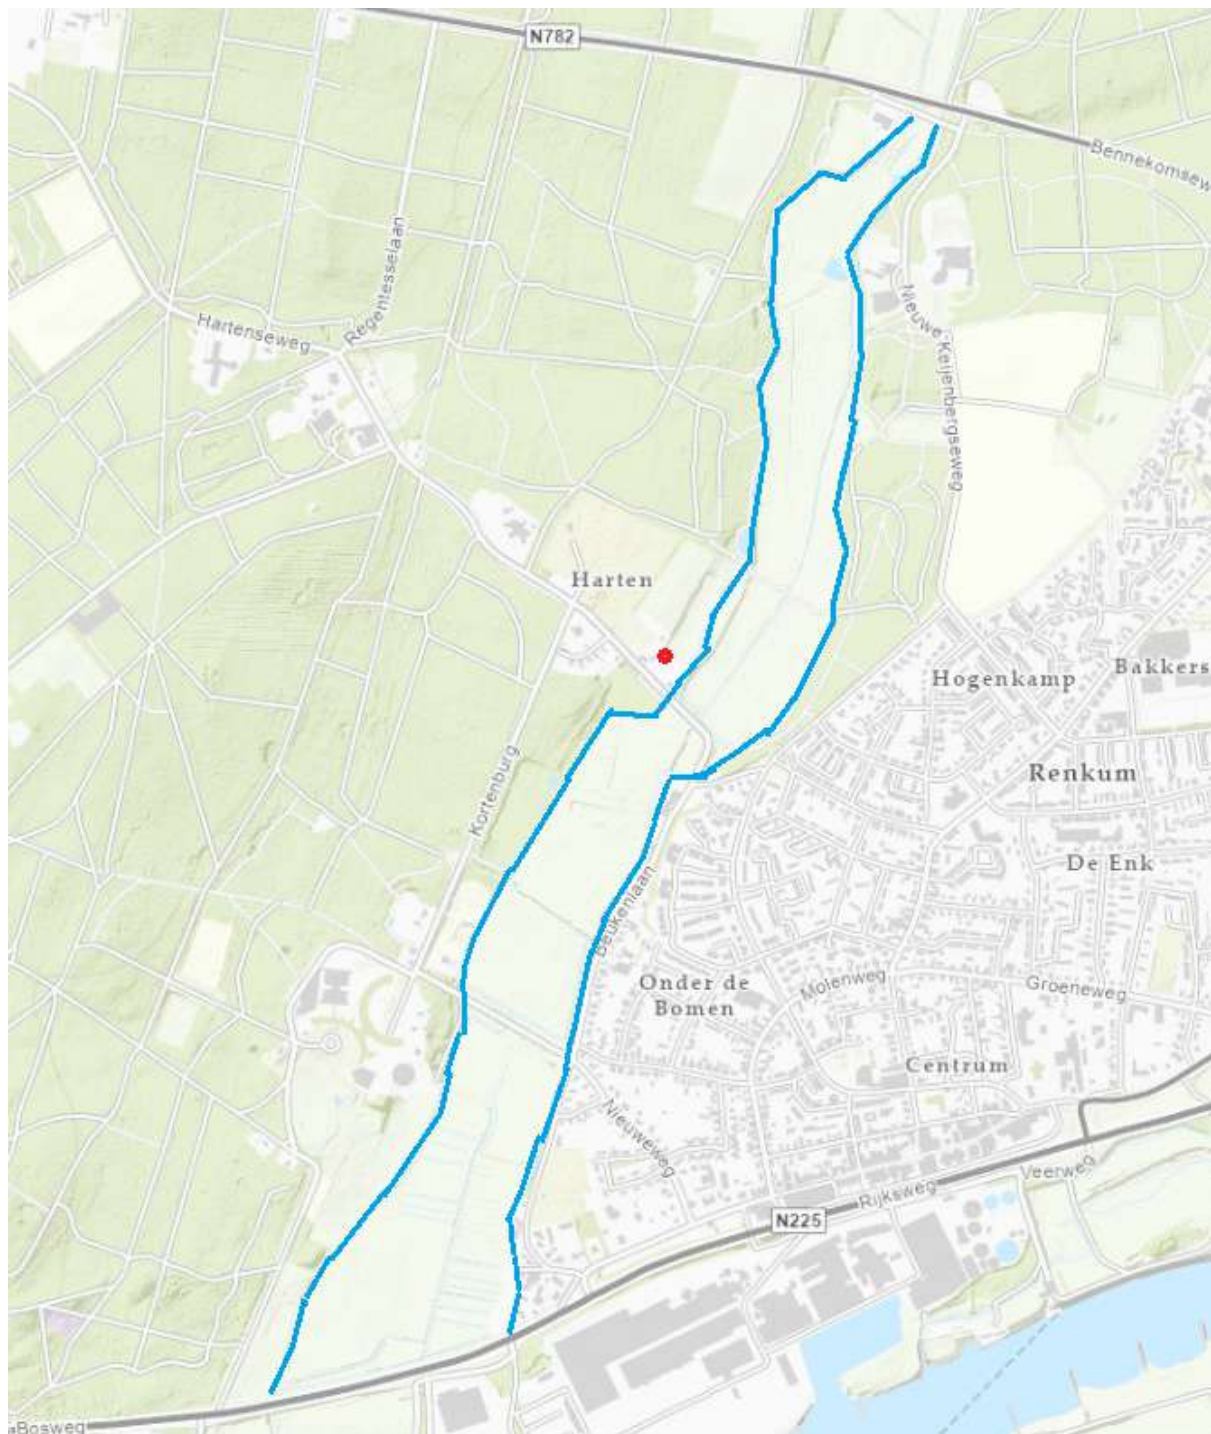 N782
Bennekomsew
Regentesselaan
Hartenseweg
Nieuwe Keijenbergseweg
Harten
Hogenkamp
Bakkers
Kortenburg
Renkum
De Enk
Beukenlaan
Onder de
Bomen
Molenweg
Groeneweg
Centrum
Nieuweweg
Veerweg
Rijksweg
N225
aBosweg